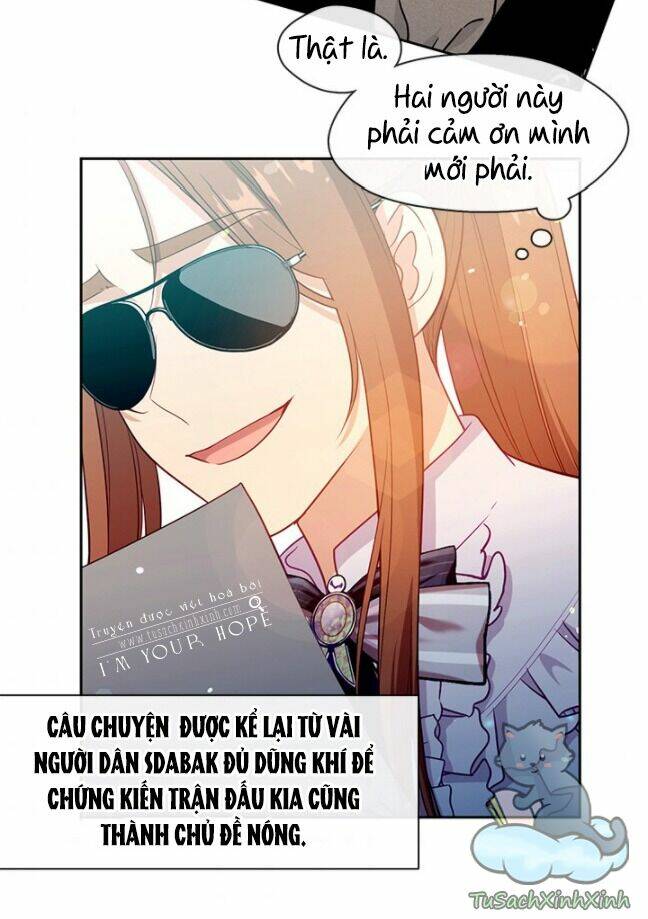 Thật là.
Hai người này
phải cảm ơn mình
mới phải.
Truyện được việt hoá bởi
www.tusachxinhxinh.com
I'M YOUR HOPE
CÂU CHUYỆN ĐƯỢC KỂ LẠI TỪ VÀI
NGƯỜI DÂN SDABAK ĐỦ DŨNG KHÍ ĐỂ
CHỨNG KIẾN TRẬN ĐẤU KIA CŨNG
THÀNH CHỦ ĐỀ NÓNG.
TuSachXinhXinh